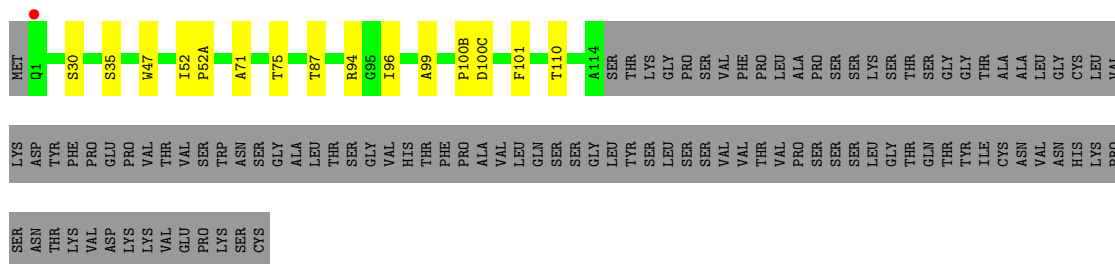 MET Q1 S30 S35 W47 I52 P52A A71 T75 T87 R94 G95 I96 A99 P100B D100C F101 T110 A114 SER THR LYS GLY PRO SER VAL PHE PRO LEU ALA PRO SER SER LYS SER THR SER GLY GLY THR ALA ALA LEU GLY CYS LEU VAL
LYS ASP TYR PHE PRO GLU PRO VAL THR VAL SER TRP ASN SER GLY ALA LEU THR SER GLY VAL HIS THR PHE PRO ALA VAL LEU GLN SER SER GLY LEU TYR SER LEU SER SER VAL VAL THR VAL PRO SER SER SER LEU GLY THR GLN THR TYR ILE CYS ASN VAL ASN HIS LYS PRO
SER ASN THR LYS VAL ASP LYS LYS VAL GLU PRO LYS SER CYS